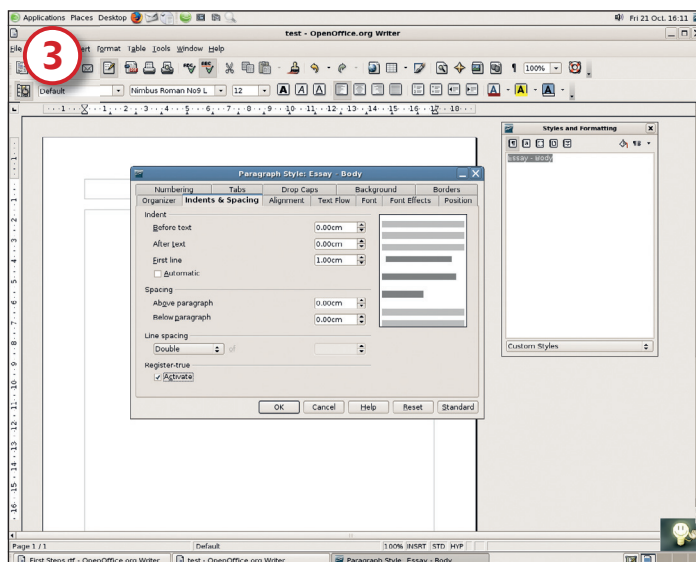 Applications Places Desktop Fri 21 Oct, 16:11
test - OpenOffice.org Writer
Format Table Tools Window Help
3
100%
Default Nimbus Roman No9 L 12
Styles and Formatting
Essay - Body
Paragraph Style: Essay - Body
Numbering Tabs Drop Caps Background Borders
Organizer Indents & Spacing Alignment Text Flow Font Font Effects Position
Indent
Before text 0.00cm
After text 0.00cm
First line 1.00cm
Automatic
Spacing
Above paragraph 0.00cm
Below paragraph 0.00cm
Line spacing
Double of
Register-true
Activate
OK Cancel Help Reset Standard
Custom Styles
Page 1 / 1 Default 100% INSRT STD HYP
First Steps.rtf - OpenOffice.org Writer test - OpenOffice.org Writer Paragraph Style: Essay - Body